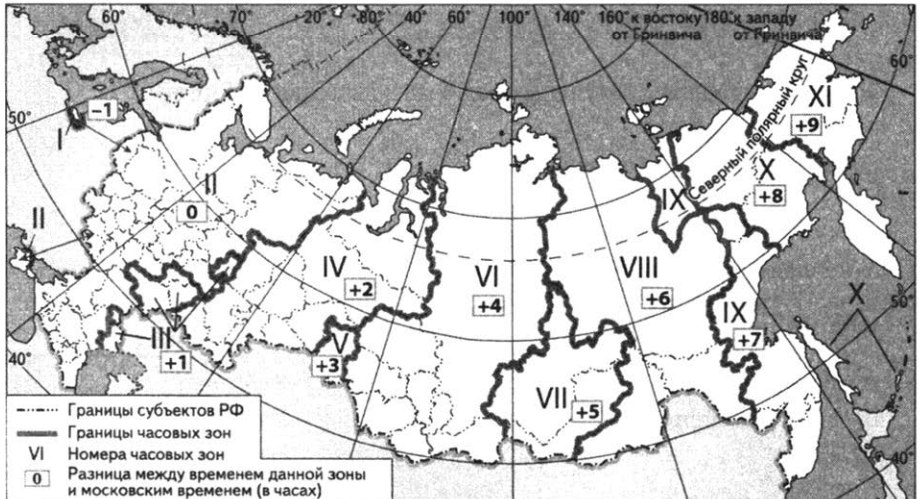 60° 70° 20° 80° 40° 60° 100° 140° 160° к востоку 180° к западу
от Гринвича от Гринвича
60°
50°
I
−1
XI
+9
Северный полярный круг
II
0
II
IX
X
+8
IV
+2
VI
+4
VIII
+6
IX
+7
50°
X
III
+1
V
+3
VII
+5
40°
40°
Границы субъектов РФ
Границы часовых зон
VI Номера часовых зон
0 Разница между временем данной зоны
и московским временем (в часах)